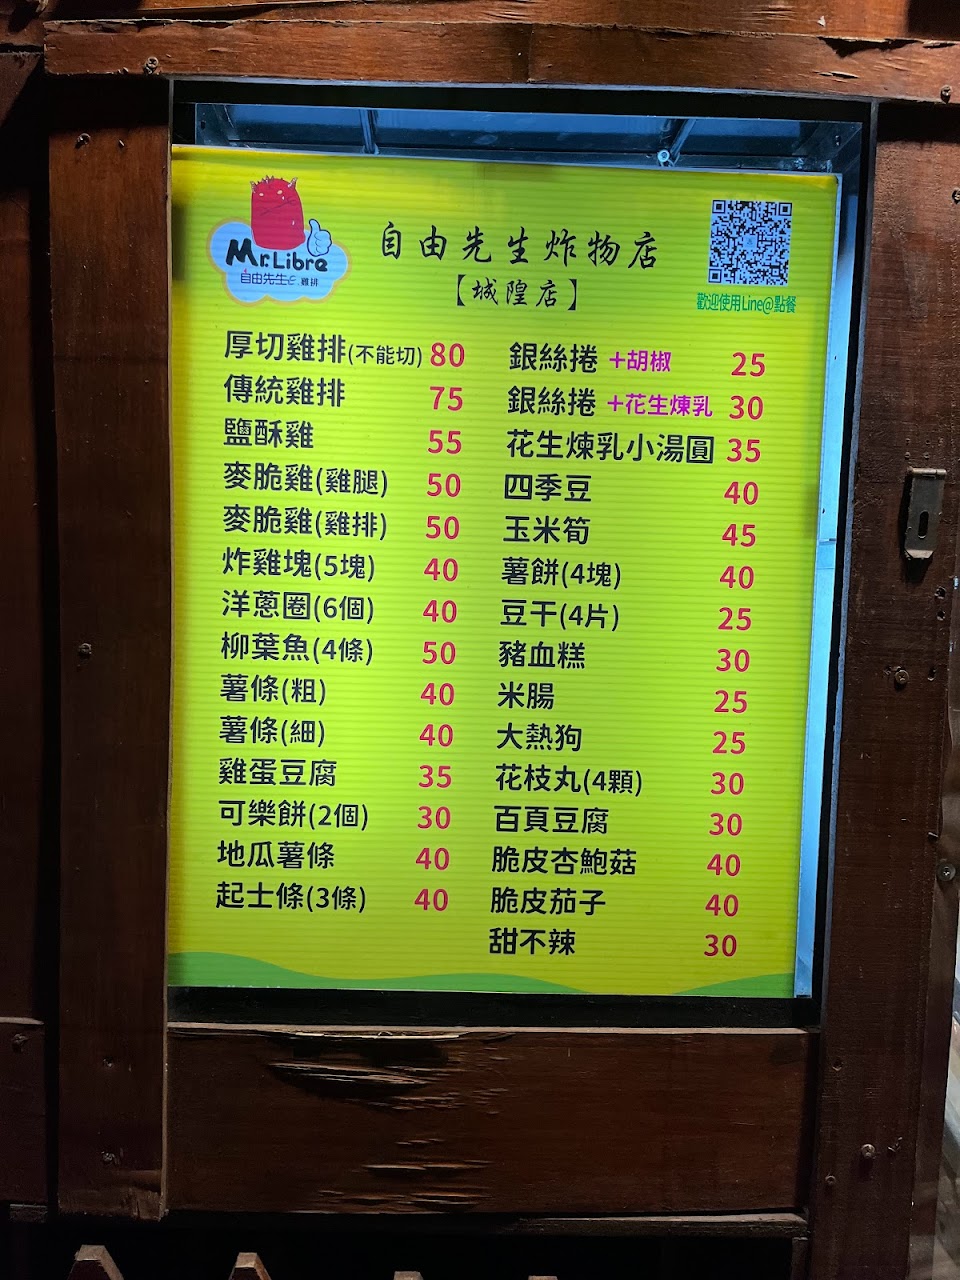 Mr.Libre
自由先生ㄟ雞排
自由先生炸物店
【城隍店】
歡迎使用Line@點餐
厚切雞排(不能切) 80
傳統雞排 75
鹽酥雞 55
麥脆雞(雞腿) 50
麥脆雞(雞排) 50
炸雞塊(5塊) 40
洋蔥圈(6個) 40
柳葉魚(4條) 50
薯條(粗) 40
薯條(細) 40
雞蛋豆腐 35
可樂餅(2個) 30
地瓜薯條 40
起士條(3條) 40
銀絲捲 +胡椒 25
銀絲捲 +花生煉乳 30
花生煉乳小湯圓 35
四季豆 40
玉米筍 45
薯餅(4塊) 40
豆干(4片) 25
豬血糕 30
米腸 25
大熱狗 25
花枝丸(4顆) 30
百頁豆腐 30
脆皮杏鮑菇 40
脆皮茄子 40
甜不辣 30